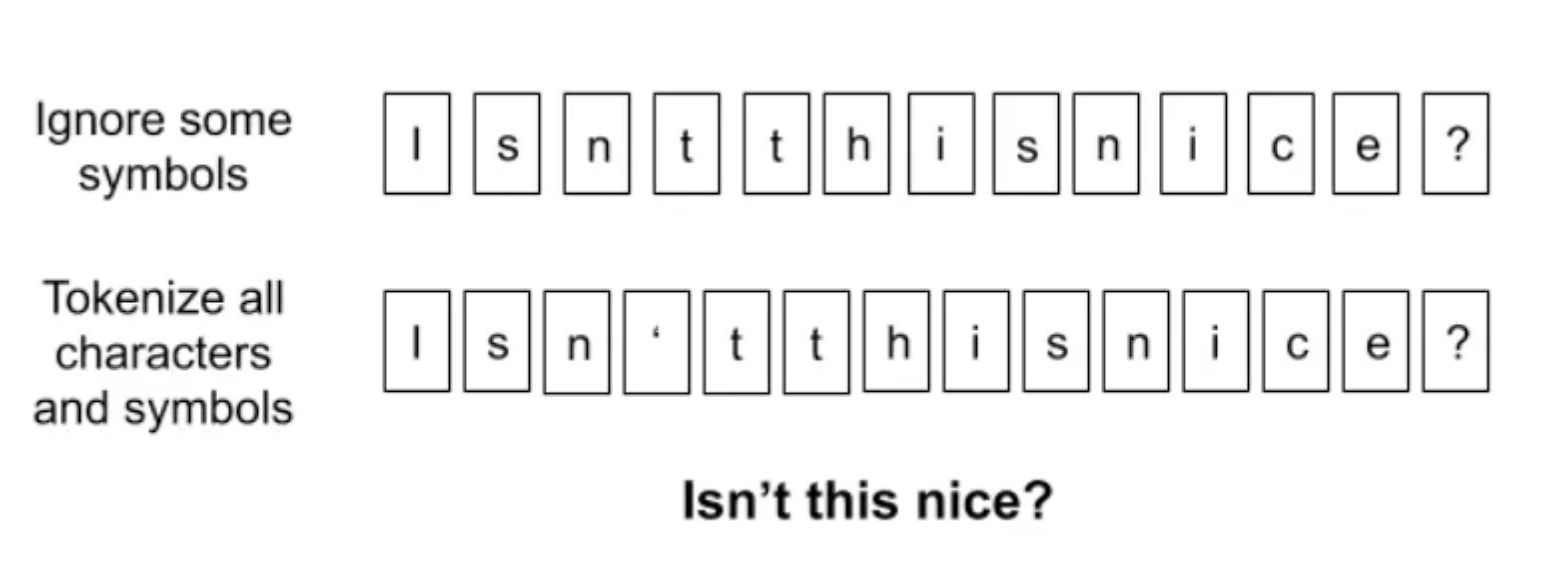 Ignore some
symbols
I s n t t h i s n i c e ?
Tokenize all
characters
and symbols
I s n ‘ t t h i s n i c e ?
Isn’t this nice?